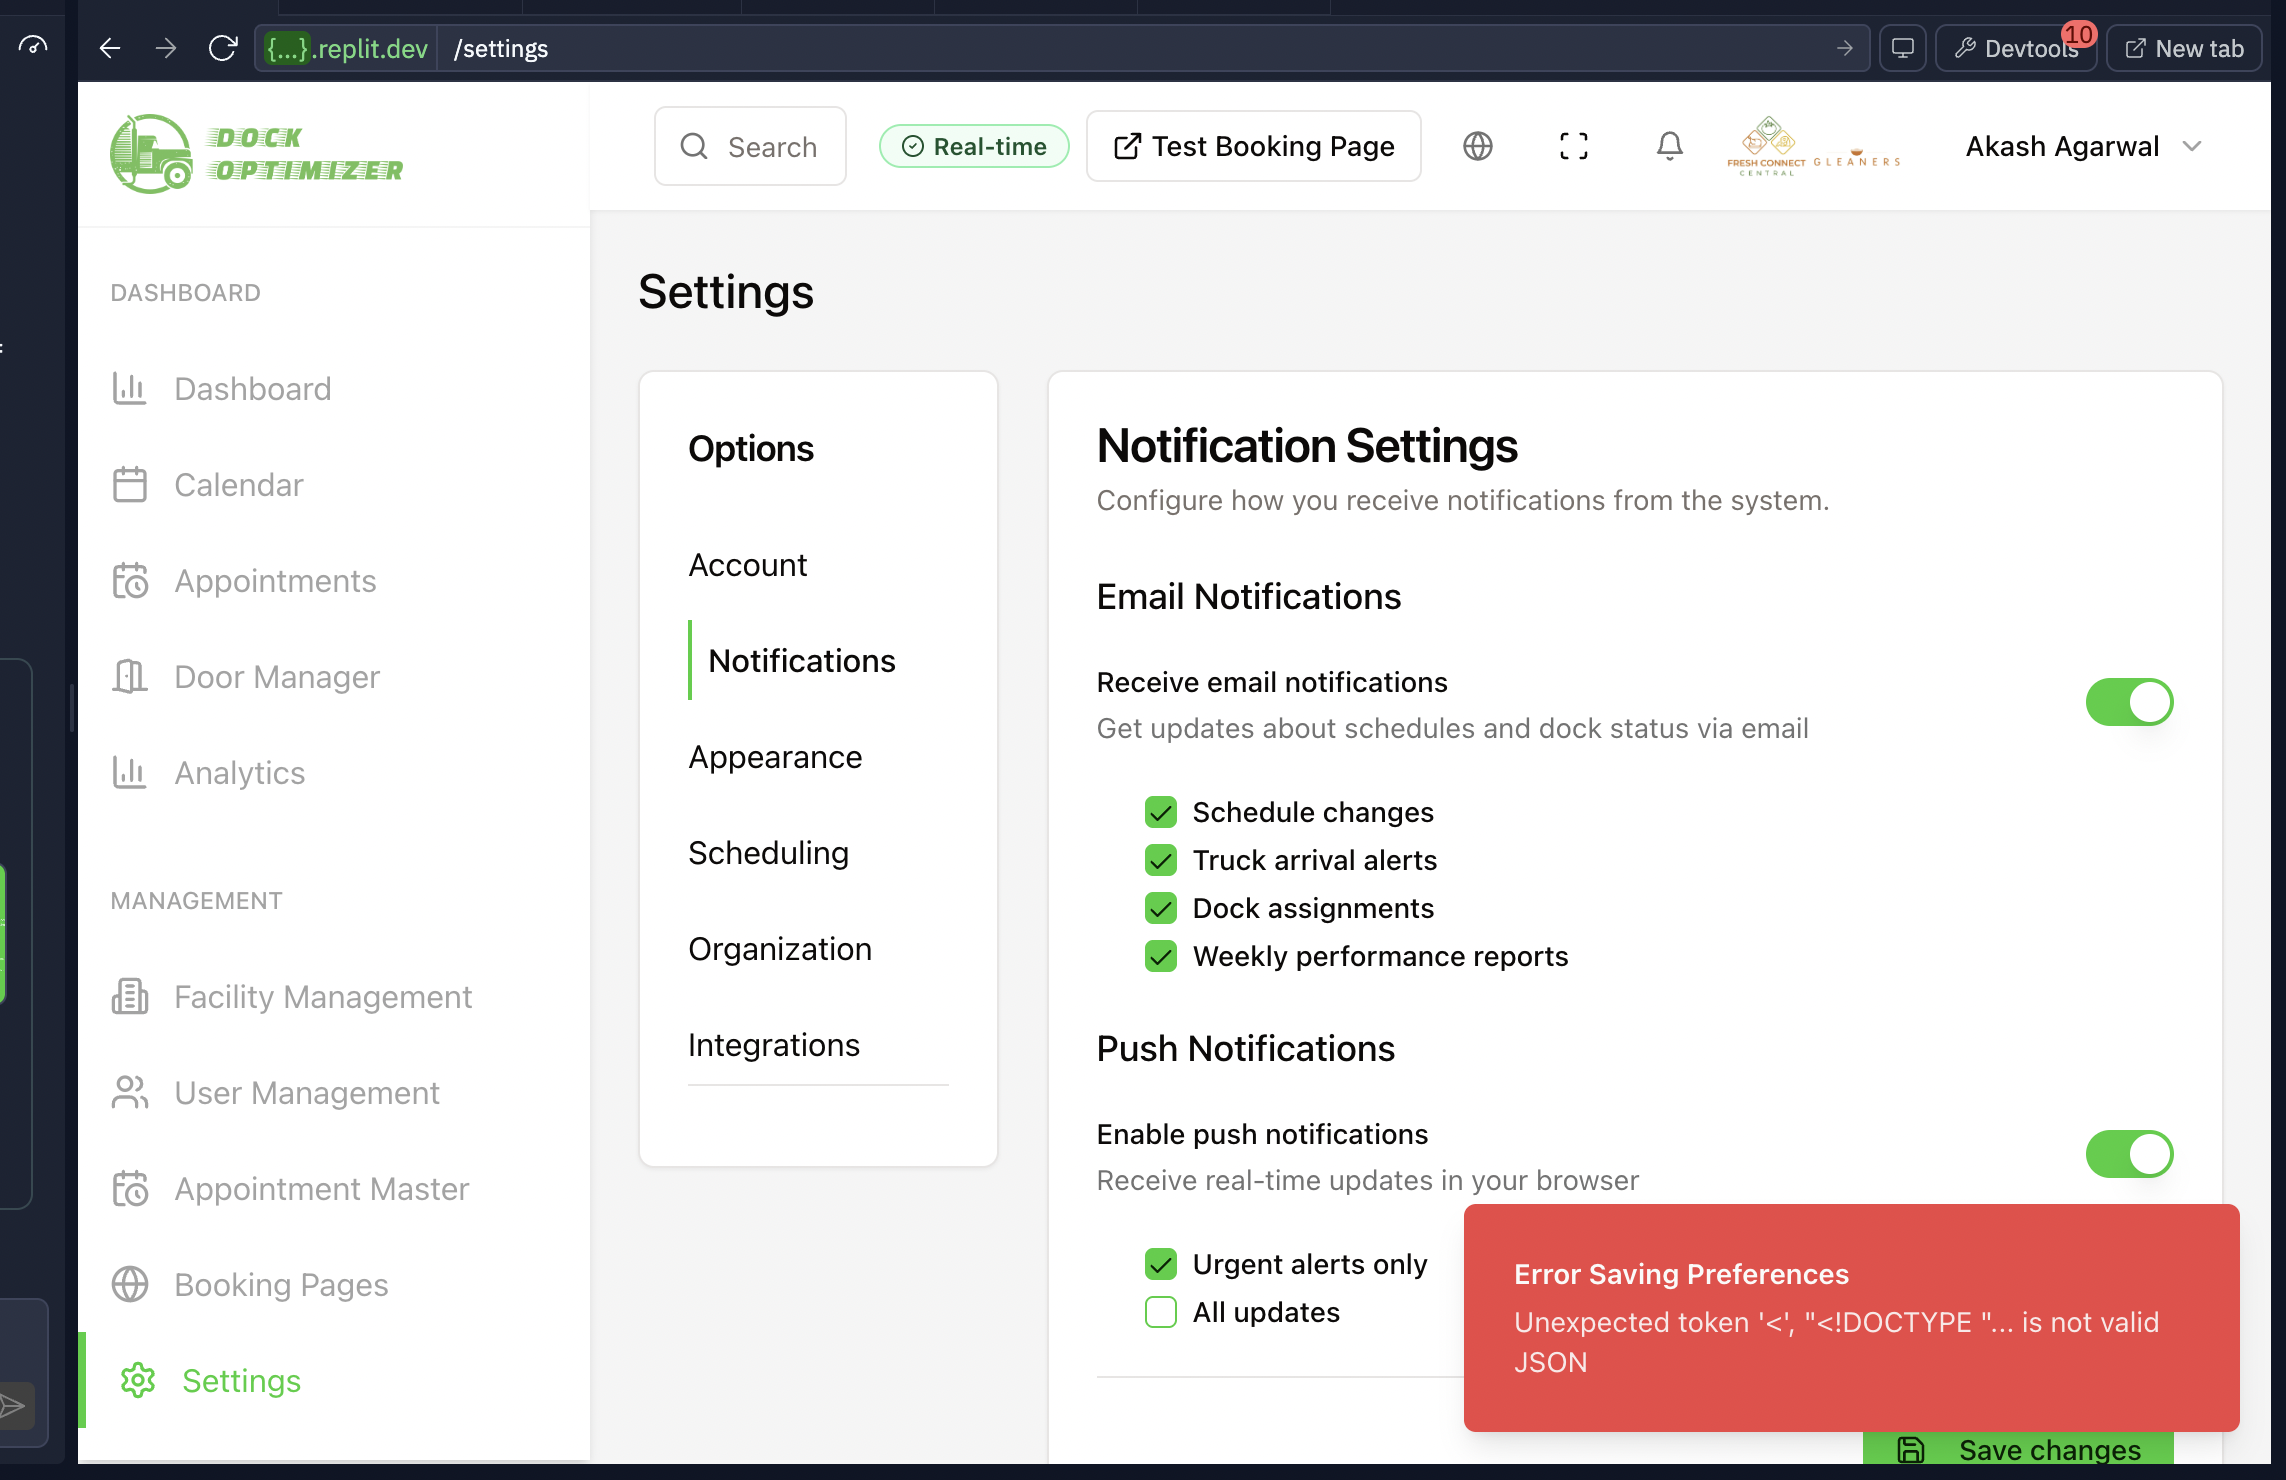 {...}.replit.dev
/settings
Devtools
10
New tab
DOCK
OPTIMIZER
Search
Real-time
Test Booking Page
FRESH CONNECT
CENTRAL
GLEANERS
Akash Agarwal
DASHBOARD
Dashboard
Calendar
Appointments
Door Manager
Analytics
MANAGEMENT
Facility Management
User Management
Appointment Master
Booking Pages
Settings
Settings
Options
Account
Notifications
Appearance
Scheduling
Organization
Integrations
Notification Settings
Configure how you receive notifications from the system.
Email Notifications
Receive email notifications
Get updates about schedules and dock status via email
Schedule changes
Truck arrival alerts
Dock assignments
Weekly performance reports
Push Notifications
Enable push notifications
Receive real-time updates in your browser
Urgent alerts only
All updates
Error Saving Preferences
Unexpected token '<', "<!DOCTYPE "... is not valid
JSON
Save changes